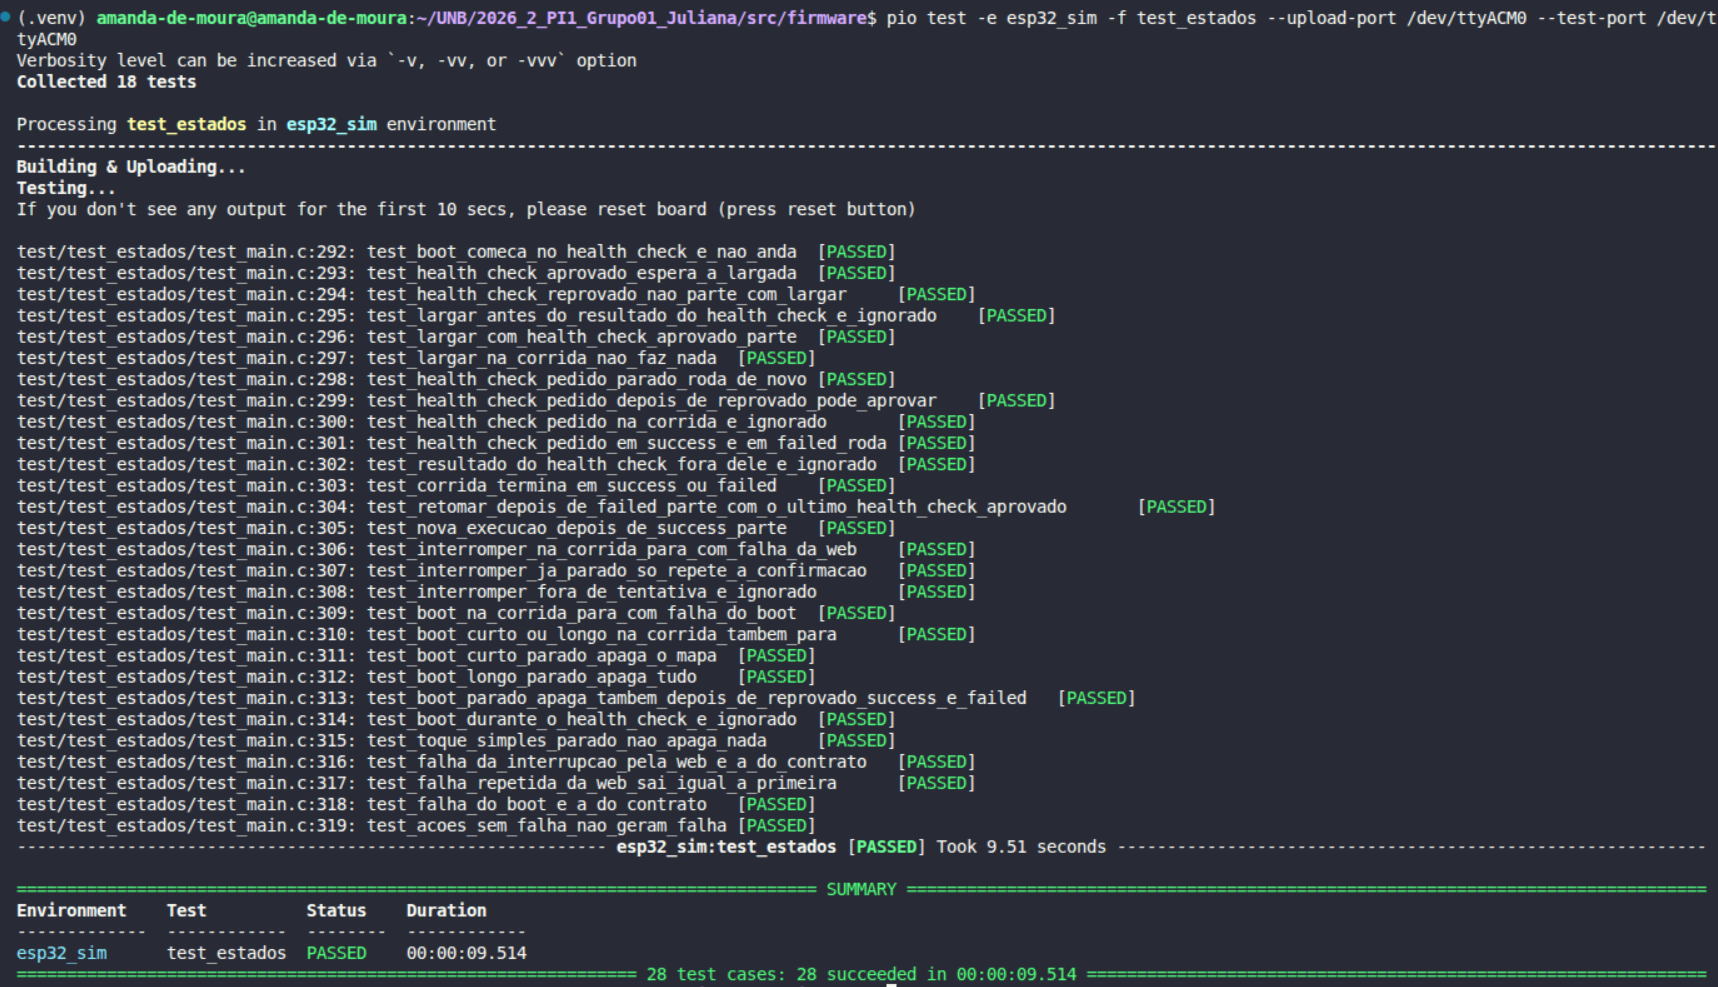 (.venv) amanda-de-moura@amanda-de-moura:~/UNB/2026_2_PI1_Grupo01_Juliana/src/firmware$ pio test -e esp32_sim -f test_estados --upload-port /dev/ttyACM0 --test-port /dev/t
tyACM0
Verbosity level can be increased via `-v, -vv, or -vvv` option
Collected 18 tests

Processing test_estados in esp32_sim environment
--------------------------------------------------------------------------------
Building & Uploading...
Testing...
If you don't see any output for the first 10 secs, please reset board (press reset button)

test/test_estados/test_main.c:292: test_boot_comeca_no_health_check_e_nao_anda [PASSED]
test/test_estados/test_main.c:293: test_health_check_aprovado_espera_a_largada [PASSED]
test/test_estados/test_main.c:294: test_health_check_reprovado_nao_parte_com_largar [PASSED]
test/test_estados/test_main.c:295: test_largar_antes_do_resultado_do_health_check_e_ignorado [PASSED]
test/test_estados/test_main.c:296: test_largar_com_health_check_aprovado_parte [PASSED]
test/test_estados/test_main.c:297: test_largar_na_corrida_nao_faz_nada [PASSED]
test/test_estados/test_main.c:298: test_health_check_pedido_parado_roda_de_novo [PASSED]
test/test_estados/test_main.c:299: test_health_check_pedido_depois_de_reprovado_pode_aprovar [PASSED]
test/test_estados/test_main.c:300: test_health_check_pedido_na_corrida_e_ignorado [PASSED]
test/test_estados/test_main.c:301: test_health_check_pedido_em_success_e_em_failed_roda [PASSED]
test/test_estados/test_main.c:302: test_resultado_do_health_check_fora_dele_e_ignorado [PASSED]
test/test_estados/test_main.c:303: test_corrida_termina_em_success_ou_failed [PASSED]
test/test_estados/test_main.c:304: test_retomar_depois_de_failed_parte_com_o_ultimo_health_check_aprovado [PASSED]
test/test_estados/test_main.c:305: test_nova_execucao_depois_de_success_parte [PASSED]
test/test_estados/test_main.c:306: test_interromper_na_corrida_para_com_falha_da_web [PASSED]
test/test_estados/test_main.c:307: test_interromper_ja_parado_so_repete_a_confirmacao [PASSED]
test/test_estados/test_main.c:308: test_interromper_fora_de_tentativa_e_ignorado [PASSED]
test/test_estados/test_main.c:309: test_boot_na_corrida_para_com_falha_do_boot [PASSED]
test/test_estados/test_main.c:310: test_boot_curto_ou_longo_na_corrida_tambem_para [PASSED]
test/test_estados/test_main.c:311: test_boot_curto_parado_apaga_o_mapa [PASSED]
test/test_estados/test_main.c:312: test_boot_longo_parado_apaga_tudo [PASSED]
test/test_estados/test_main.c:313: test_boot_parado_apaga_tambem_depois_de_reprovado_success_e_failed [PASSED]
test/test_estados/test_main.c:314: test_boot_durante_o_health_check_e_ignorado [PASSED]
test/test_estados/test_main.c:315: test_toque_simples_parado_nao_apaga_nada [PASSED]
test/test_estados/test_main.c:316: test_falha_da_interrupcao_pela_web_e_a_do_contrato [PASSED]
test/test_estados/test_main.c:317: test_falha_repetida_da_web_sai_igual_a_primeira [PASSED]
test/test_estados/test_main.c:318: test_falha_do_boot_e_a_do_contrato [PASSED]
test/test_estados/test_main.c:319: test_acoes_sem_falha_nao_geram_falha [PASSED]
----------------------------------------------------------- esp32_sim:test_estados [PASSED] Took 9.51 seconds -----------------------------------------------------------

================================================================================ SUMMARY ================================================================================
Environment    Test          Status    Duration
-------------  ------------  --------  ------------
esp32_sim      test_estados  PASSED    00:00:09.514
============================================================== 28 test cases: 28 succeeded in 00:00:09.514 ==============================================================